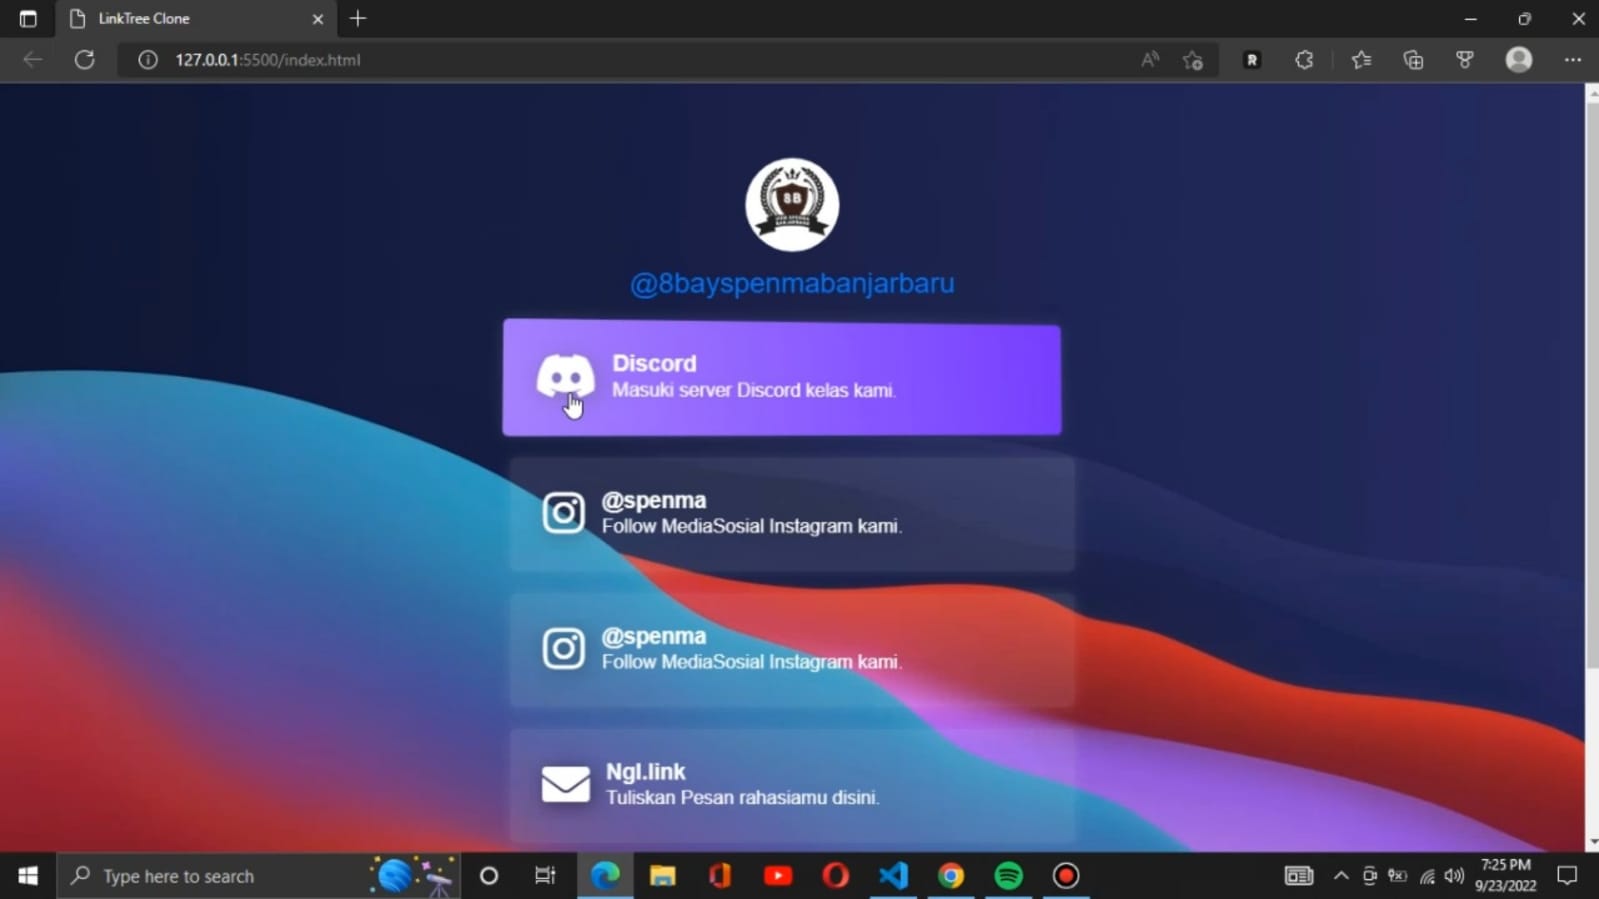 LinkTree Clone
127.0.0.1:5500/index.html
8B
@8bayspenmabanjarbaru
Discord
Masuki server Discord kelas kami.
@spenma
Follow MediaSosial Instagram kami.
@spenma
Follow MediaSosial Instagram kami.
Ngl.link
Tuliskan Pesan rahasiamu disini.
Type here to search
7:25 PM
9/23/2022